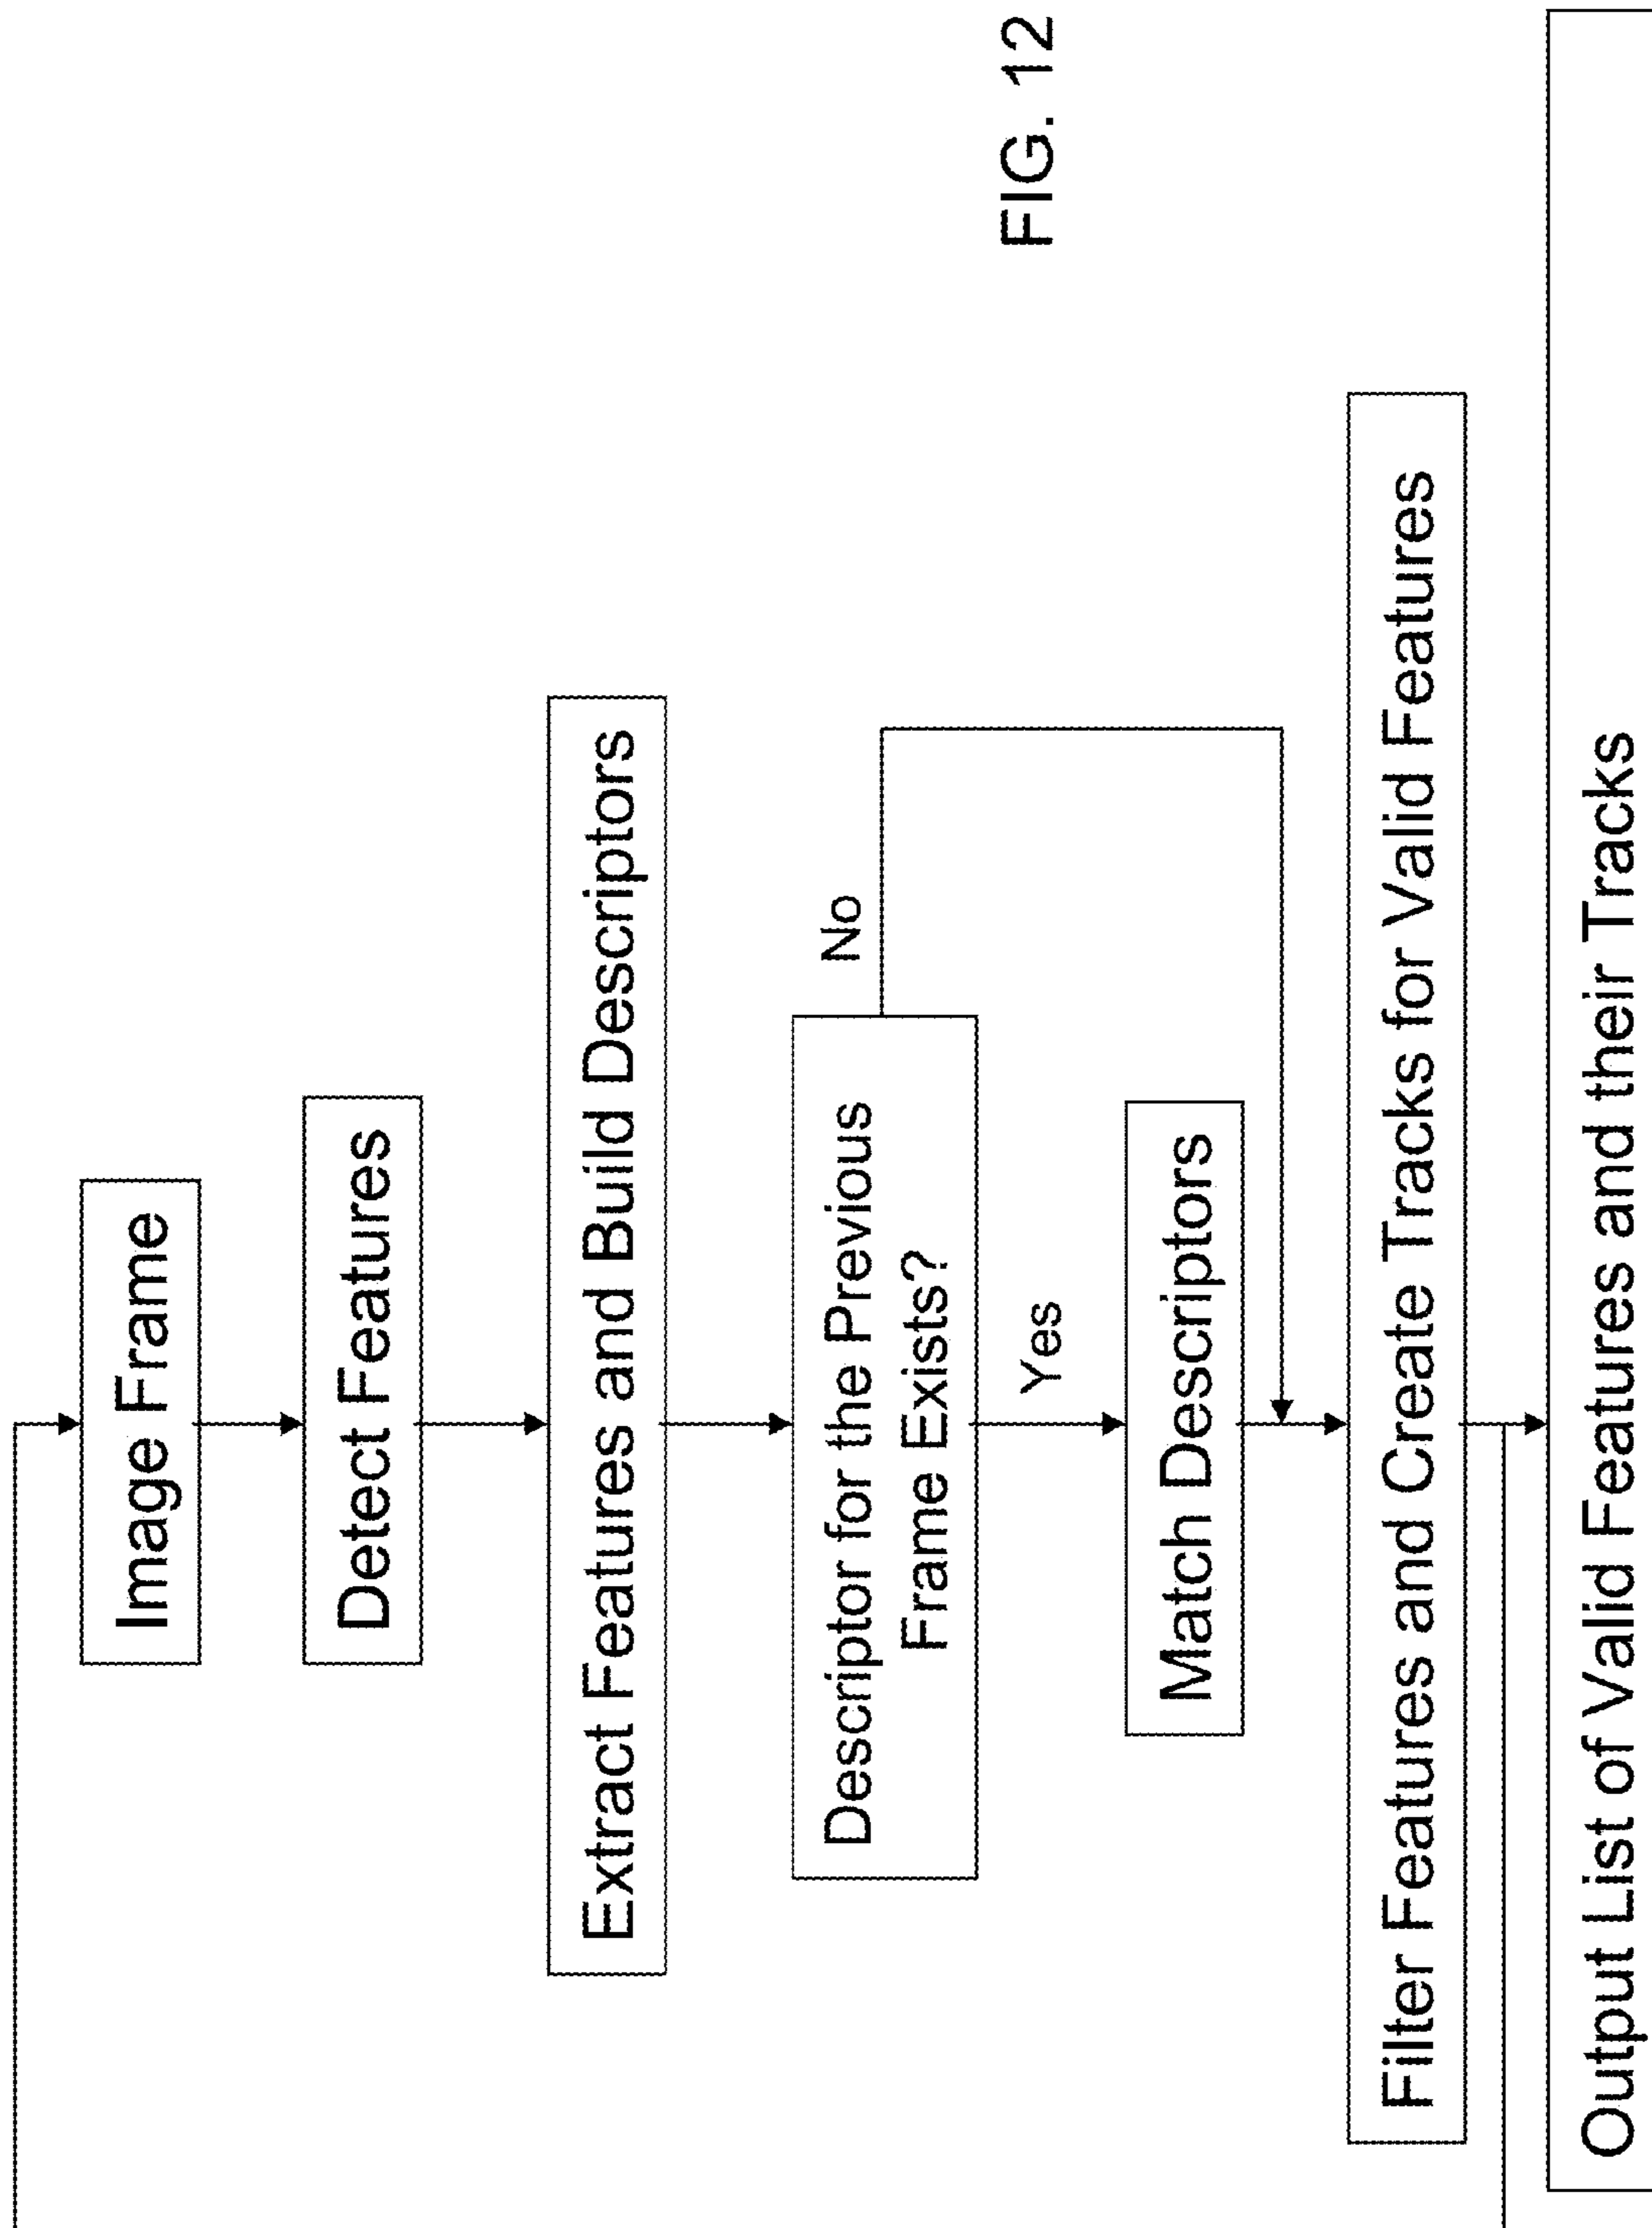 Image Frame
Detect Features
Extract Features and Build Descriptors
Descriptor for the Previous
Frame Exists?
No
Yes
Match Descriptors
Filter Features and Create Tracks for Valid Features
Output List of Valid Features and their Tracks
FIG. 12